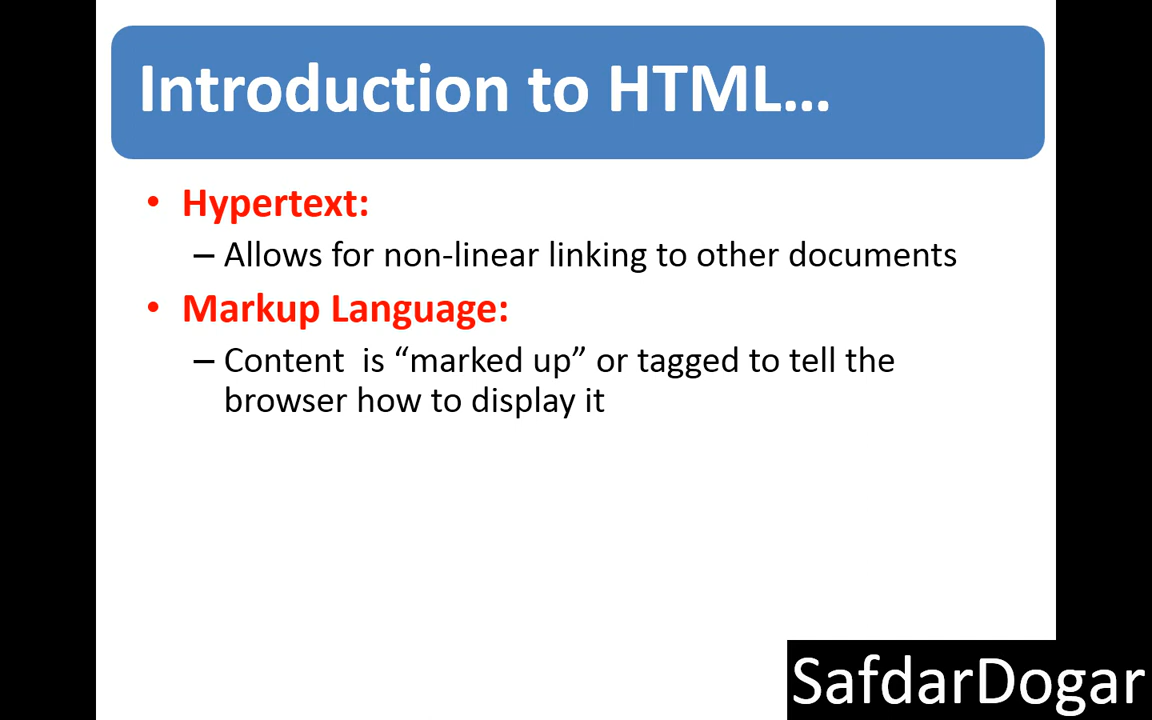 Introduction to HTML...
• Hypertext:
– Allows for non-linear linking to other documents
• Markup Language:
– Content is “marked up” or tagged to tell the
browser how to display it
SafdarDogar